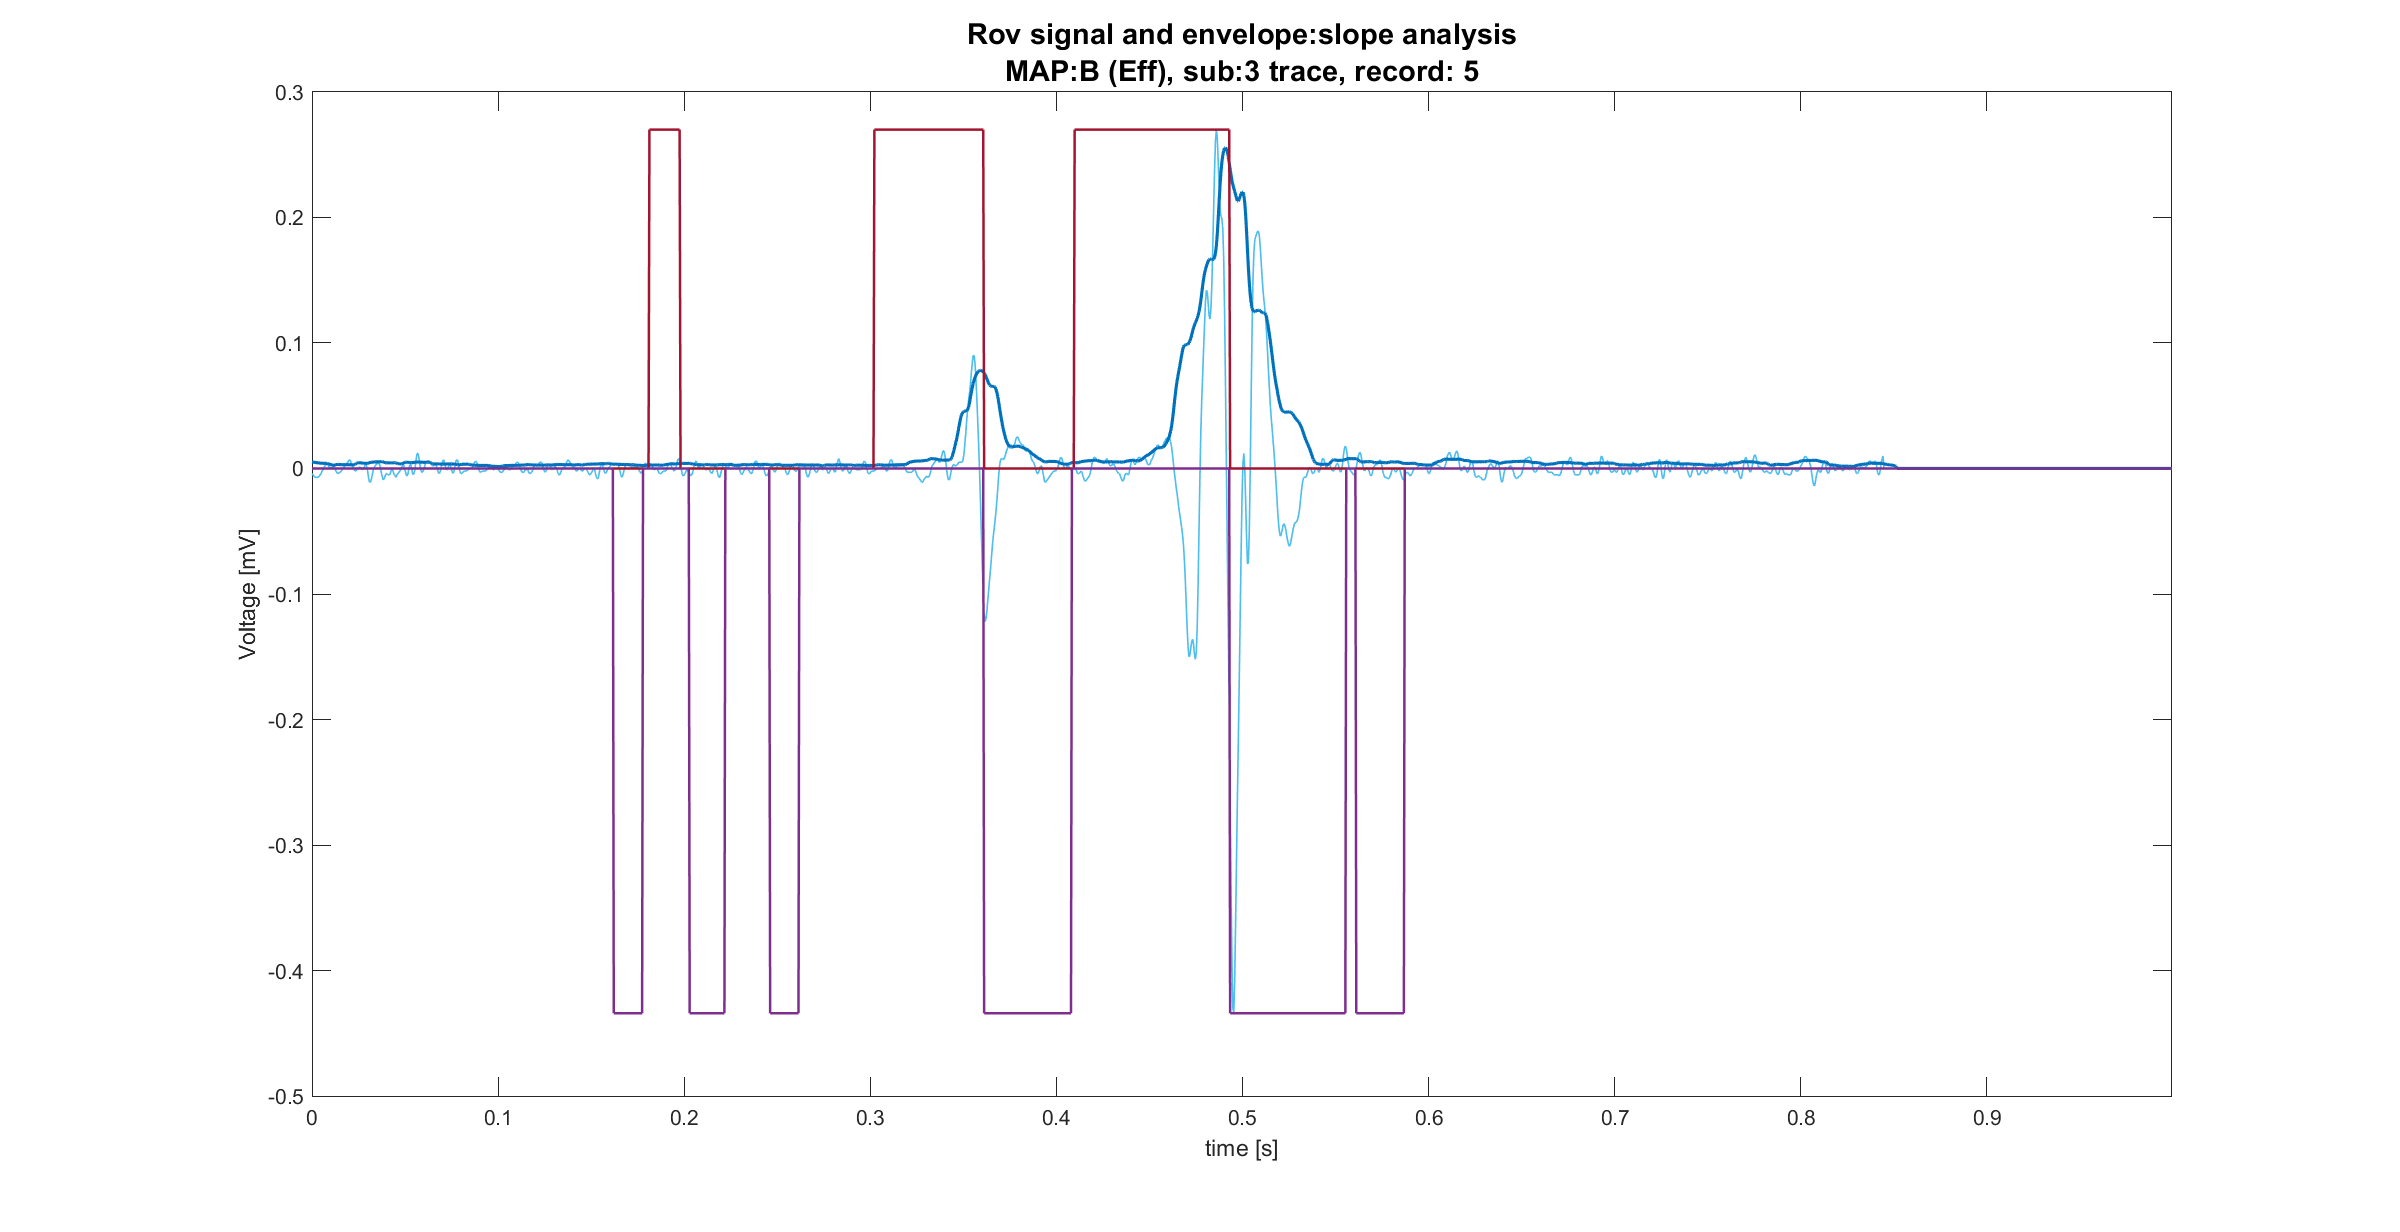 Rov signal and envelope:slope analysis
MAP:B (Eff), sub:3 trace, record: 5
0.3
0.2
0.1
0
-0.1
-0.2
-0.3
-0.4
-0.5
Voltage [mV]
0 0.1 0.2 0.3 0.4 0.5 0.6 0.7 0.8 0.9
time [s]